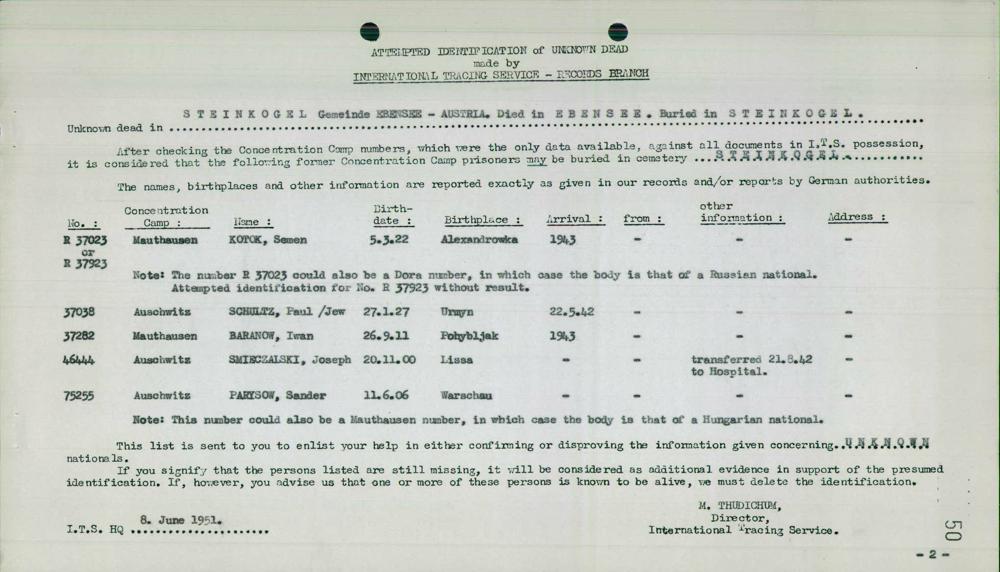 ATTEMPTED IDENTIFICATION of UNKNOWN DEAD
made by
INTERNATIONAL TRACING SERVICE - RECORDS BRANCH
Unknown dead in S T E I N K O G E L Gemeinde EBENSEE - AUSTRIA. Died in E B E N S E E . Buried in S T E I N K O G E L .
After checking the Concentration Camp numbers, which were the only data available, against all documents in I.T.S. possession,
it is considered that the following former Concentration Camp prisoners may be buried in cemetery ...S T E I N K O G E L............
The names, birthplaces and other information are reported exactly as given in our records and/or reports by German authorities.
No. : Concentration Camp : Name : Birth-date : Birthplace : Arrival : from : other information : Address :
R 37023 Mauthausen KOTOK, Semen 5.3.22 Alexandrowka 1943 - - -
or
R 37923
Note: The number R 37023 could also be a Dora number, in which case the body is that of a Russian national.
Attempted identification for No. R 37923 without result.
37038 Auschwitz SCHULTZ, Paul /Jew 27.1.27 Urmyn 22.5.42 - - -
37282 Mauthausen BARANOW, Iwan 26.9.11 Pohybljak 1943 - - -
46444 Auschwitz SMIECZALSKI, Joseph 20.11.00 Lissa - - transferred 21.8.42 -
to Hospital.
75255 Auschwitz PARYSOW, Sander 11.6.06 Warschau - - - -
Note: This number could also be a Mauthausen number, in which case the body is that of a Hungarian national.
This list is sent to you to enlist your help in either confirming or disproving the information given concerning..U N K N O W N
nationals.
If you signify that the persons listed are still missing, it will be considered as additional evidence in support of the presumed
identification. If, however, you advise us that one or more of these persons is known to be alive, we must delete the identification.
M. THUDICHUM,
Director,
International Tracing Service.
I.T.S. HQ 8. June 1951.
50
- 2 -